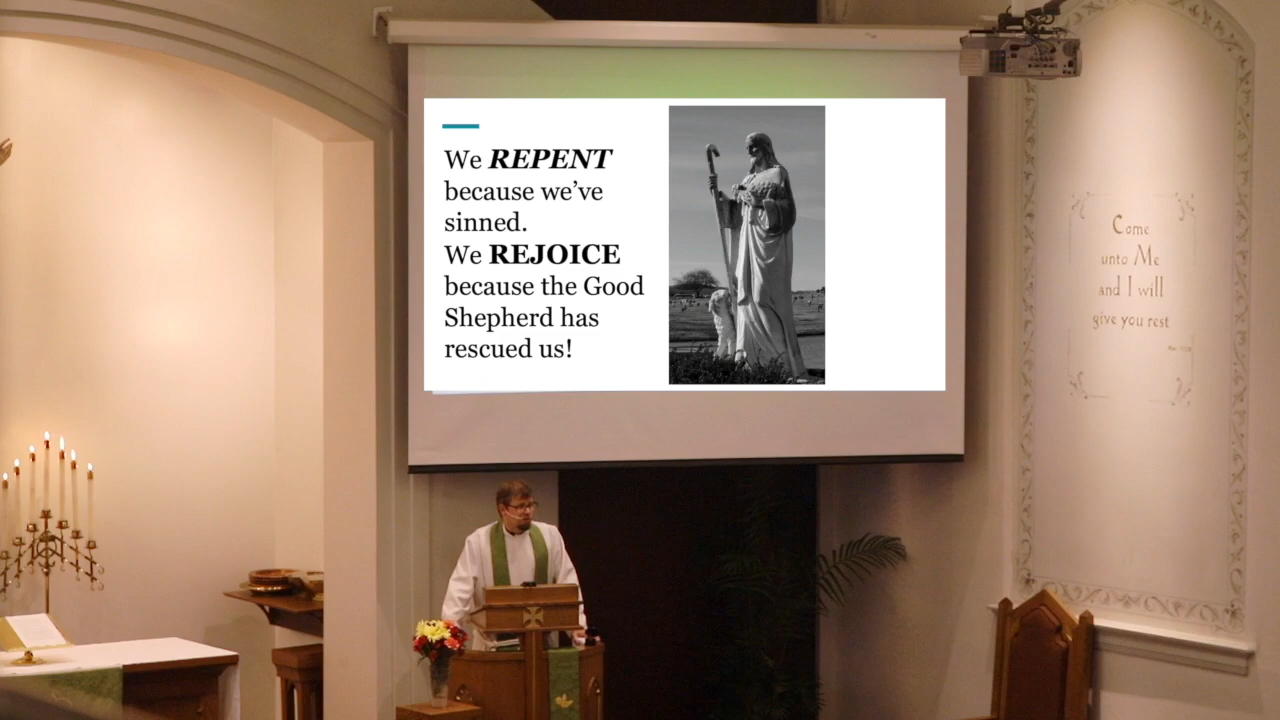 We REPENT
because we've
sinned.
We REJOICE
because the Good
Shepherd has
rescued us!
Come
unto Me
and I will
give you rest